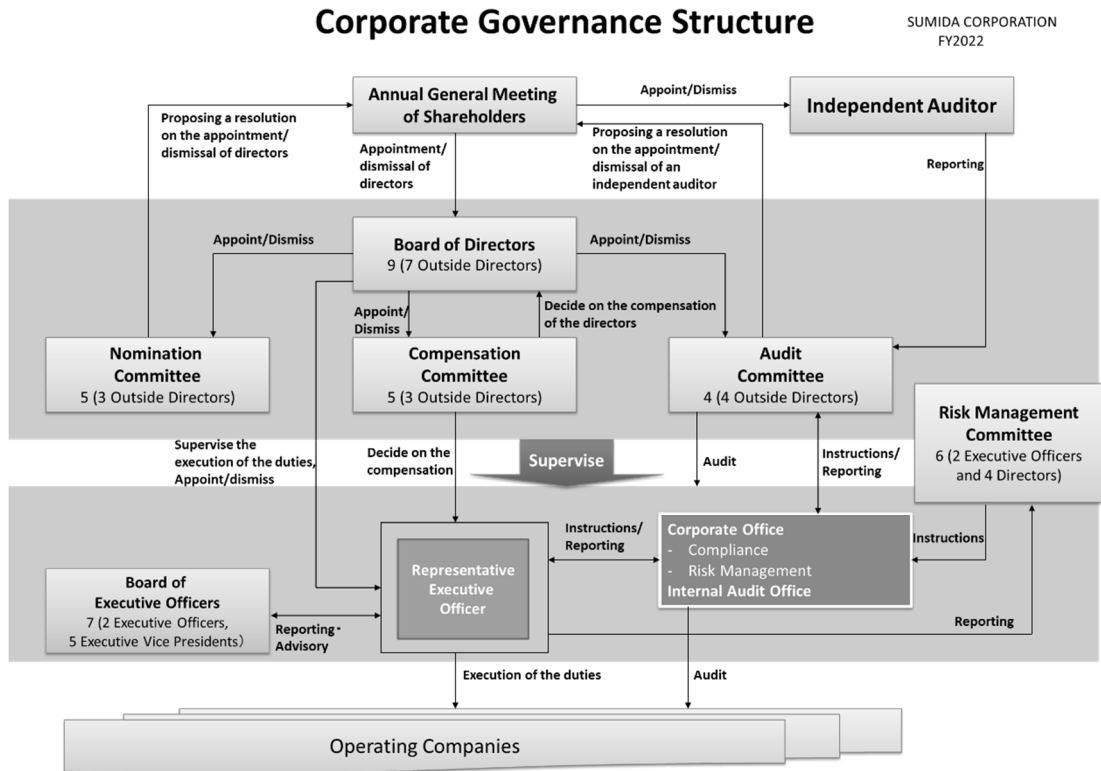 Corporate Governance Structure
SUMIDA CORPORATION
FY2022
Annual General Meeting
of Shareholders
Appoint/Dismiss
Independent Auditor
Proposing a resolution
on the appointment/
dismissal of directors
Appointment/
dismissal of
directors
Proposing a resolution
on the appointment/
dismissal of an
independent auditor
Reporting
Appoint/Dismiss
Board of Directors
9 (7 Outside Directors)
Appoint/Dismiss
Appoint/
Dismiss
Decide on the compensation
of the directors
Nomination
Committee
5 (3 Outside Directors)
Compensation
Committee
5 (3 Outside Directors)
Audit
Committee
4 (4 Outside Directors)
Risk Management
Committee
6 (2 Executive Officers
and 4 Directors)
Supervise the
execution of the duties,
Appoint/dismiss
Decide on the
compensation
Supervise
Audit
Instructions/
Reporting
Instructions/
Reporting
Corporate Office
- Compliance
- Risk Management
Internal Audit Office
Instructions
Representative
Executive
Officer
Board of
Executive Officers
7 (2 Executive Officers,
5 Executive Vice Presidents)
Reporting・
Advisory
Reporting
Execution of the duties
Audit
Operating Companies